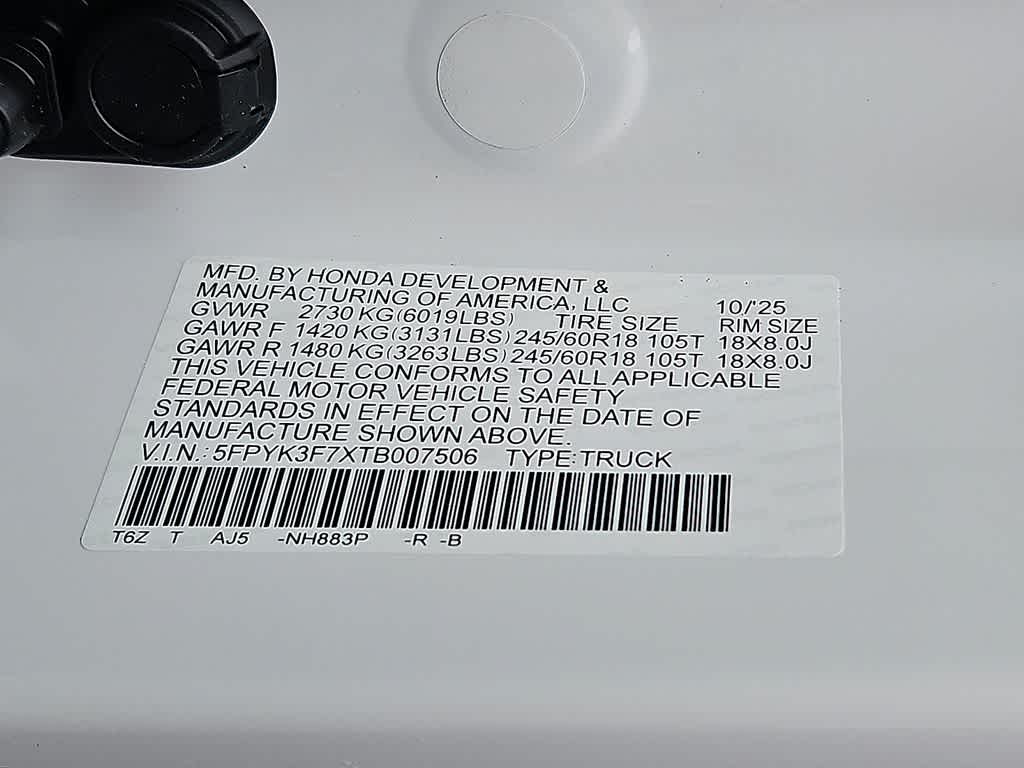 MFD. BY HONDA DEVELOPMENT &
MANUFACTURING OF AMERICA, LLC 10/'25
GVWR 2730 KG(6019LBS) TIRE SIZE RIM SIZE
GAWR F 1420 KG(3131LBS) 245/60R18 105T 18X8.0J
GAWR R 1480 KG(3263LBS) 245/60R18 105T 18X8.0J
THIS VEHICLE CONFORMS TO ALL APPLICABLE
FEDERAL MOTOR VEHICLE SAFETY
STANDARDS IN EFFECT ON THE DATE OF
MANUFACTURE SHOWN ABOVE.
V.I.N.: 5FPYK3F7XTB007506 TYPE:TRUCK
T6Z T AJ5 -NH883P -R -B